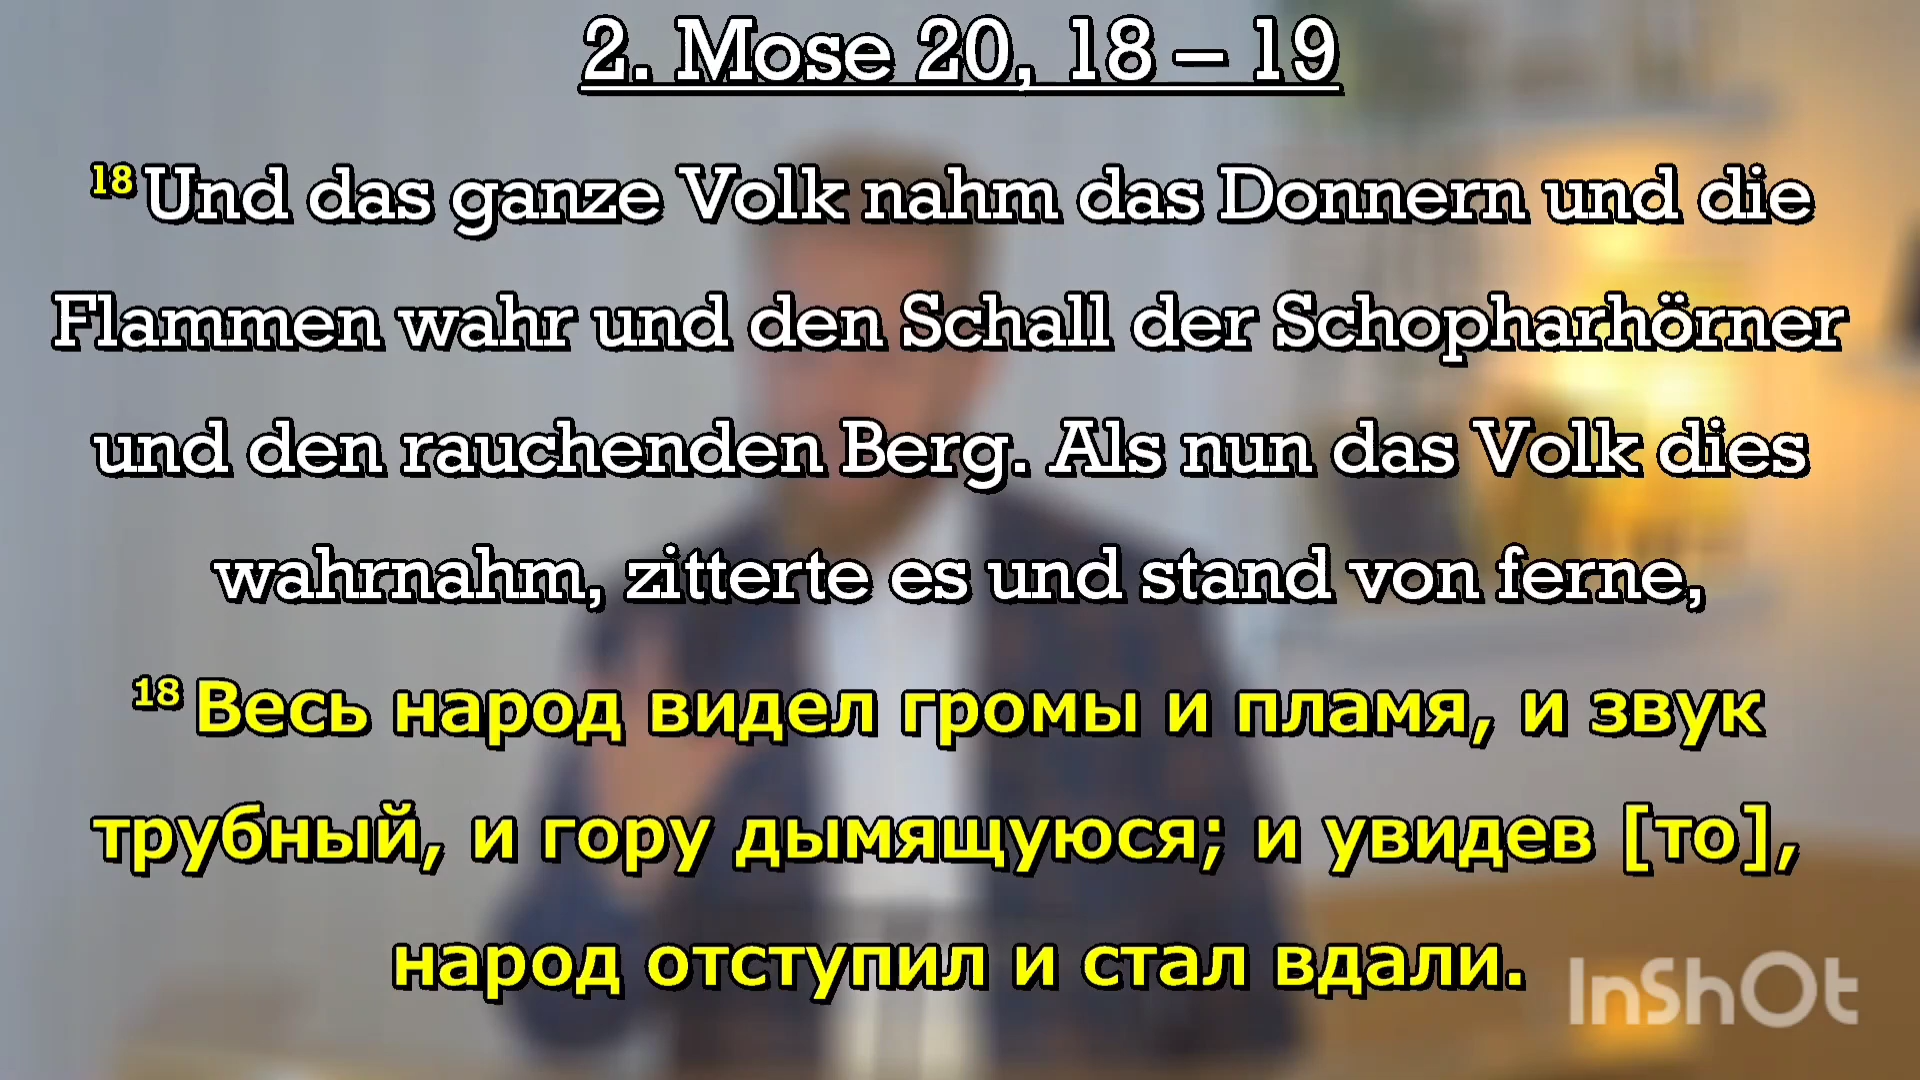 2. Mose 20, 18 – 19
18 Und das ganze Volk nahm das Donnern und die
Flammen wahr und den Schall der Schopharhörner
und den rauchenden Berg. Als nun das Volk dies
wahrnahm, zitterte es und stand von ferne,
18 Весь народ видел громы и пламя, и звук
трубный, и гору дымящуюся; и увидев [то],
народ отступил и стал вдали.
InShOt